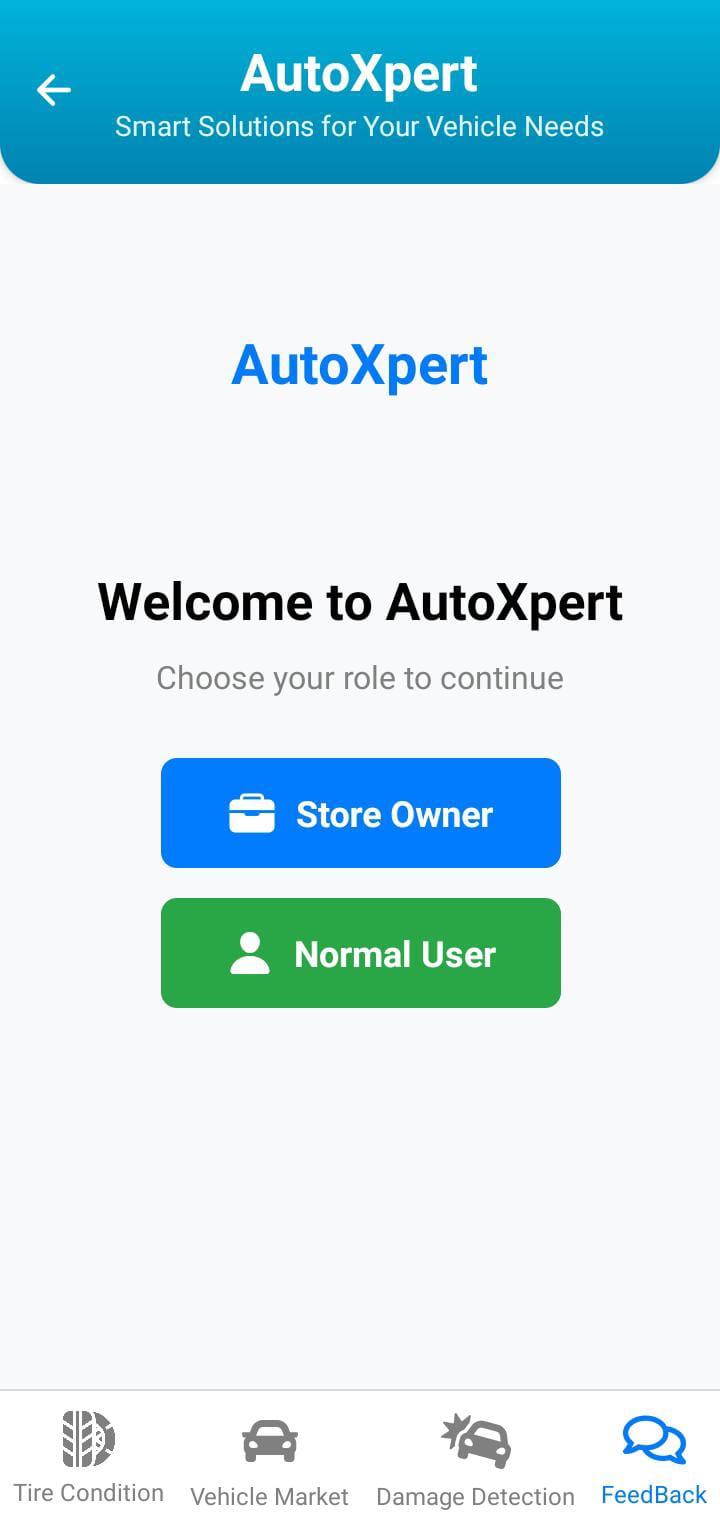 AutoXpert
Smart Solutions for Your Vehicle Needs
AutoXpert
Welcome to AutoXpert
Choose your role to continue
Store Owner
Normal User
Tire Condition
Vehicle Market
Damage Detection
FeedBack